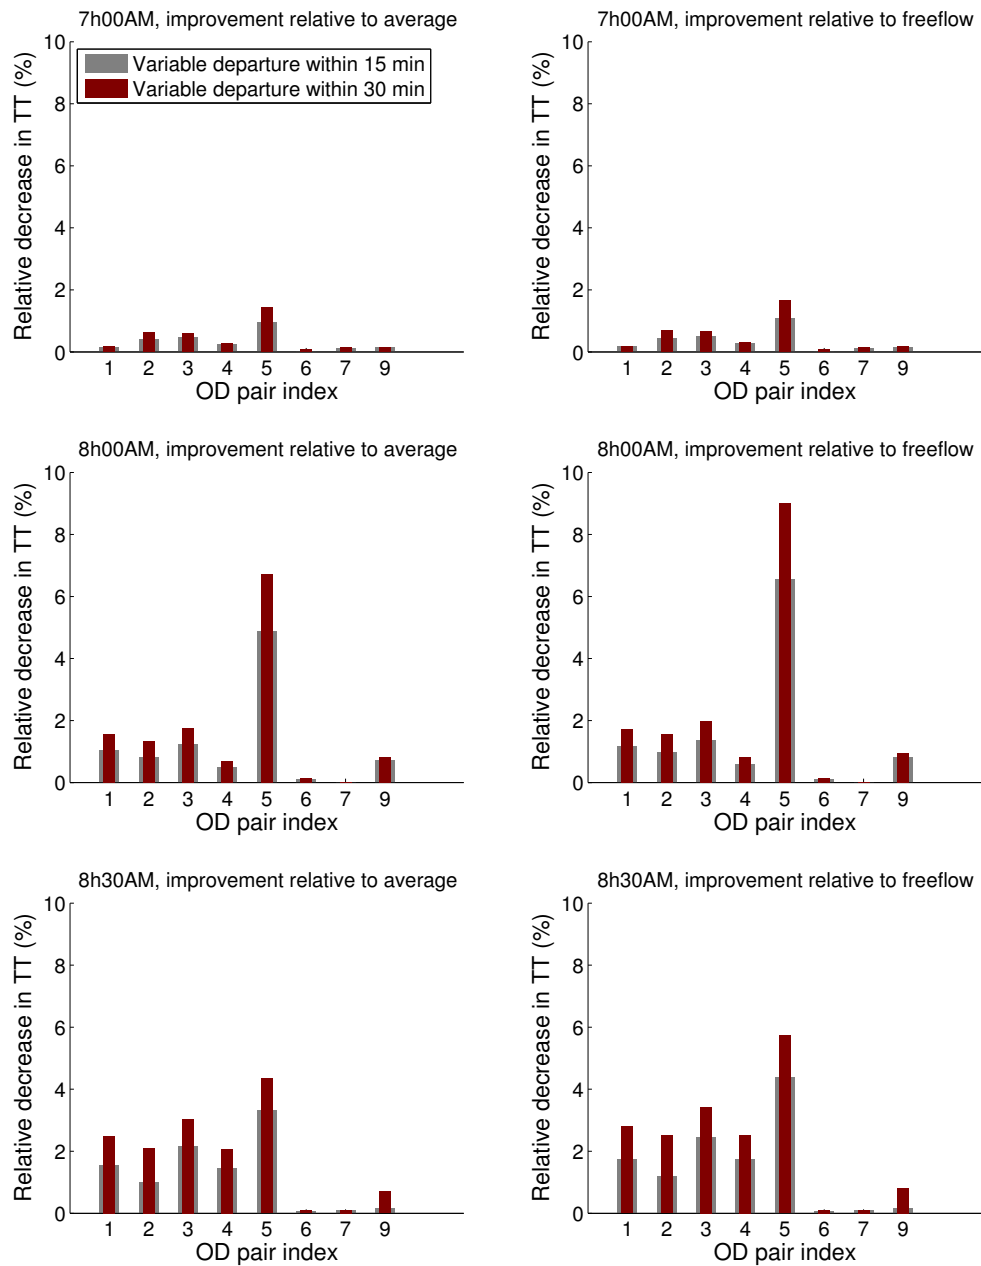 7h00AM, improvement relative to average
Relative decrease in TT (%)
10
8
6
4
2
0
Variable departure within 15 min
Variable departure within 30 min
1 2 3 4 5 6 7 9
OD pair index
7h00AM, improvement relative to freeflow
Relative decrease in TT (%)
10
8
6
4
2
0
1 2 3 4 5 6 7 9
OD pair index
8h00AM, improvement relative to average
Relative decrease in TT (%)
10
8
6
4
2
0
1 2 3 4 5 6 7 9
OD pair index
8h00AM, improvement relative to freeflow
Relative decrease in TT (%)
10
8
6
4
2
0
1 2 3 4 5 6 7 9
OD pair index
8h30AM, improvement relative to average
Relative decrease in TT (%)
10
8
6
4
2
0
1 2 3 4 5 6 7 9
OD pair index
8h30AM, improvement relative to freeflow
Relative decrease in TT (%)
10
8
6
4
2
0
1 2 3 4 5 6 7 9
OD pair index